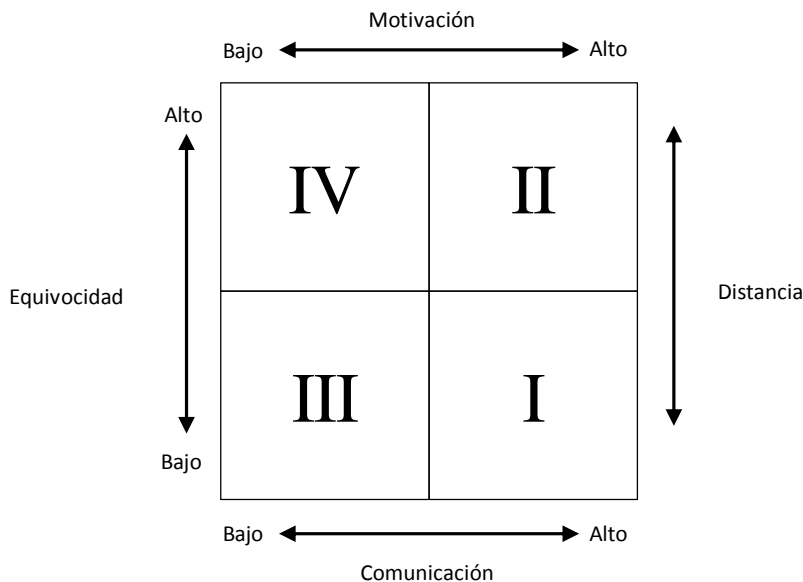 Motivación
Bajo Alto
Alto
IV II
Equivocidad Distancia
III I
Bajo
Bajo Alto
Comunicación